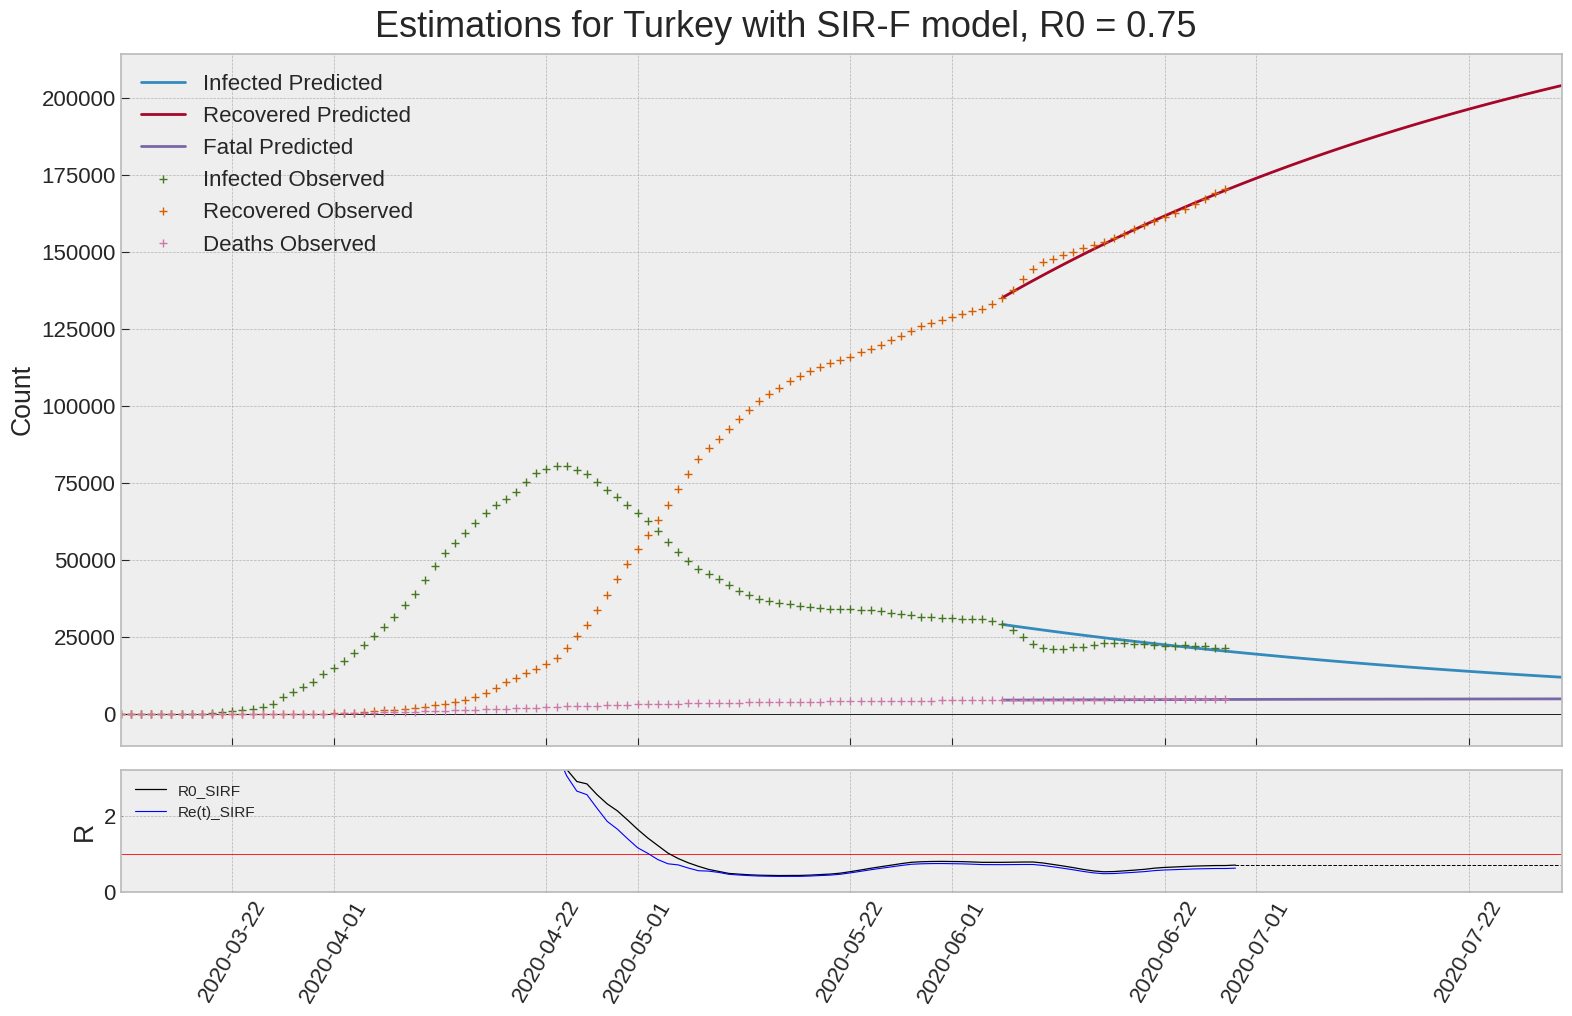 Estimations for Turkey with SIR-F model, R0 = 0.75
Infected Predicted
Recovered Predicted
Fatal Predicted
Infected Observed
Recovered Observed
Deaths Observed
200000
175000
150000
125000
100000
75000
50000
25000
0
Count
R0_SIRF
Re(t)_SIRF
2
0
R
2020-03-22
2020-04-01
2020-04-22
2020-05-01
2020-05-22
2020-06-01
2020-06-22
2020-07-01
2020-07-22